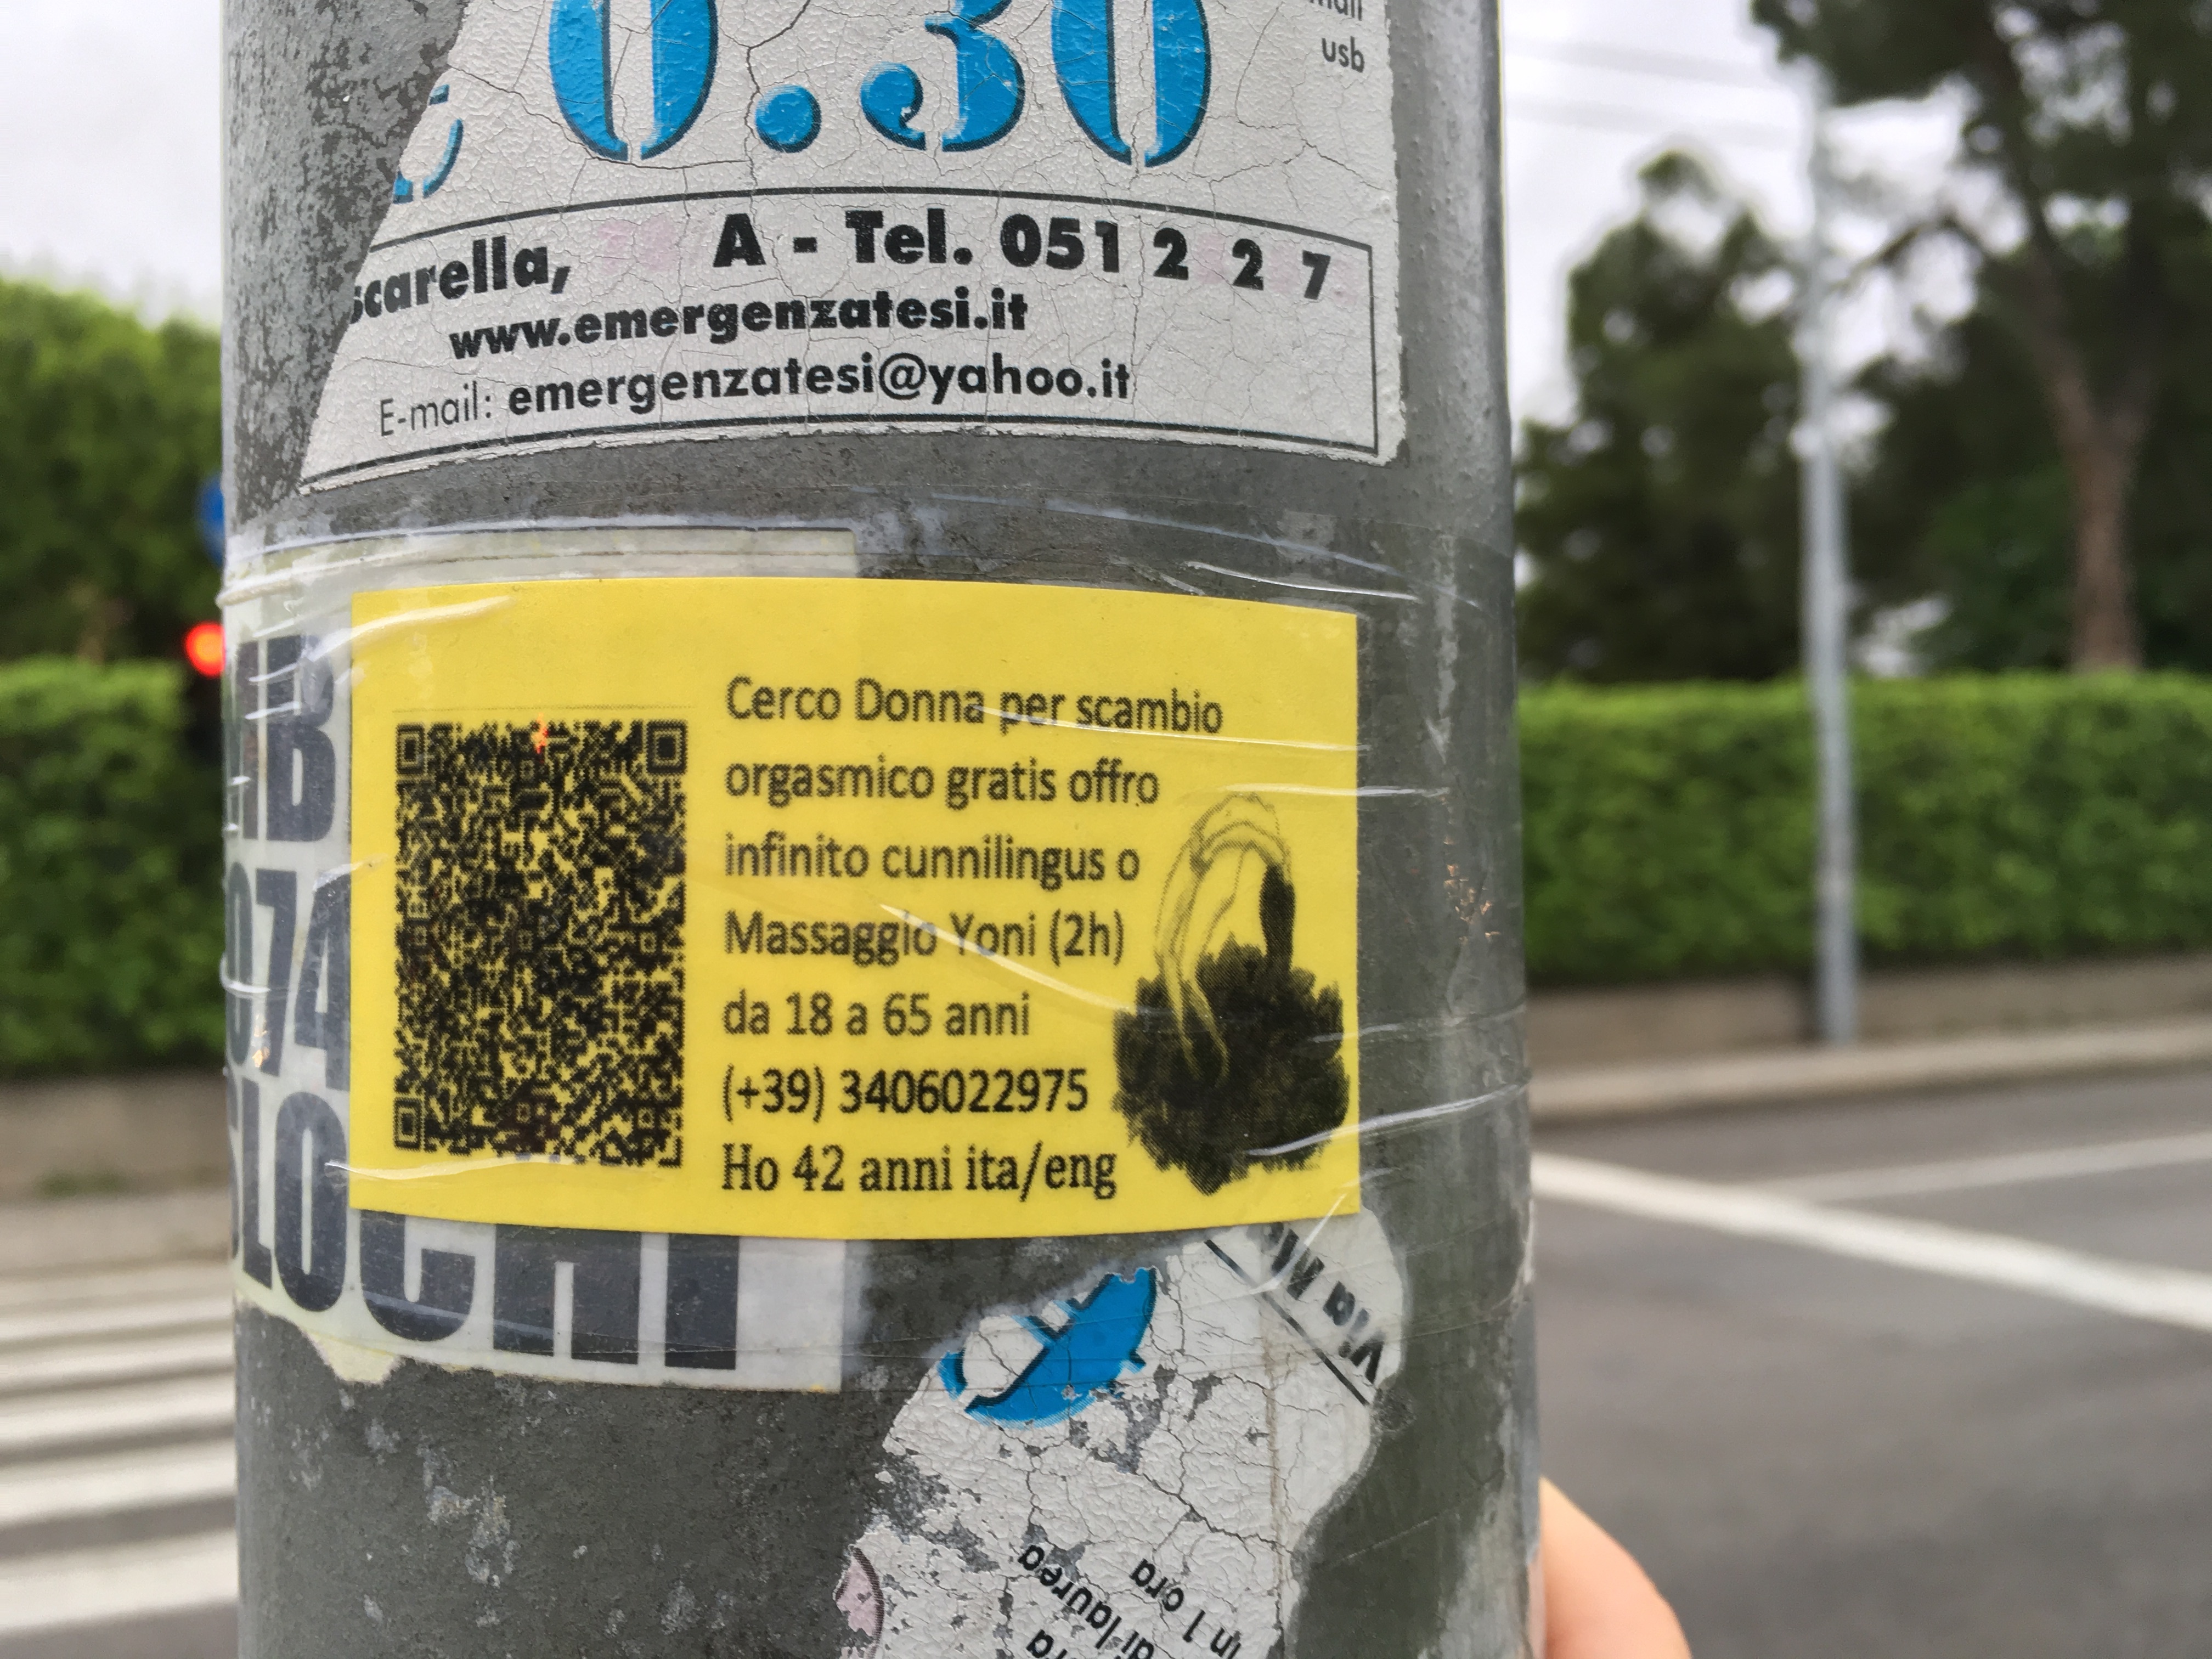 0.30
usb
scarella, A - Tel. 051 2 2 7
www.emergenzatesi.it
E-mail: emergenzatesi@yahoo.it
Cerco Donna per scambio
orgasmico gratis offro
infinito cunnilingus o
Massaggio Yoni (2h)
da 18 a 65 anni
(+39) 3406022975
Ho 42 anni ita/eng
074
Via M
di laurea
in 1 ora